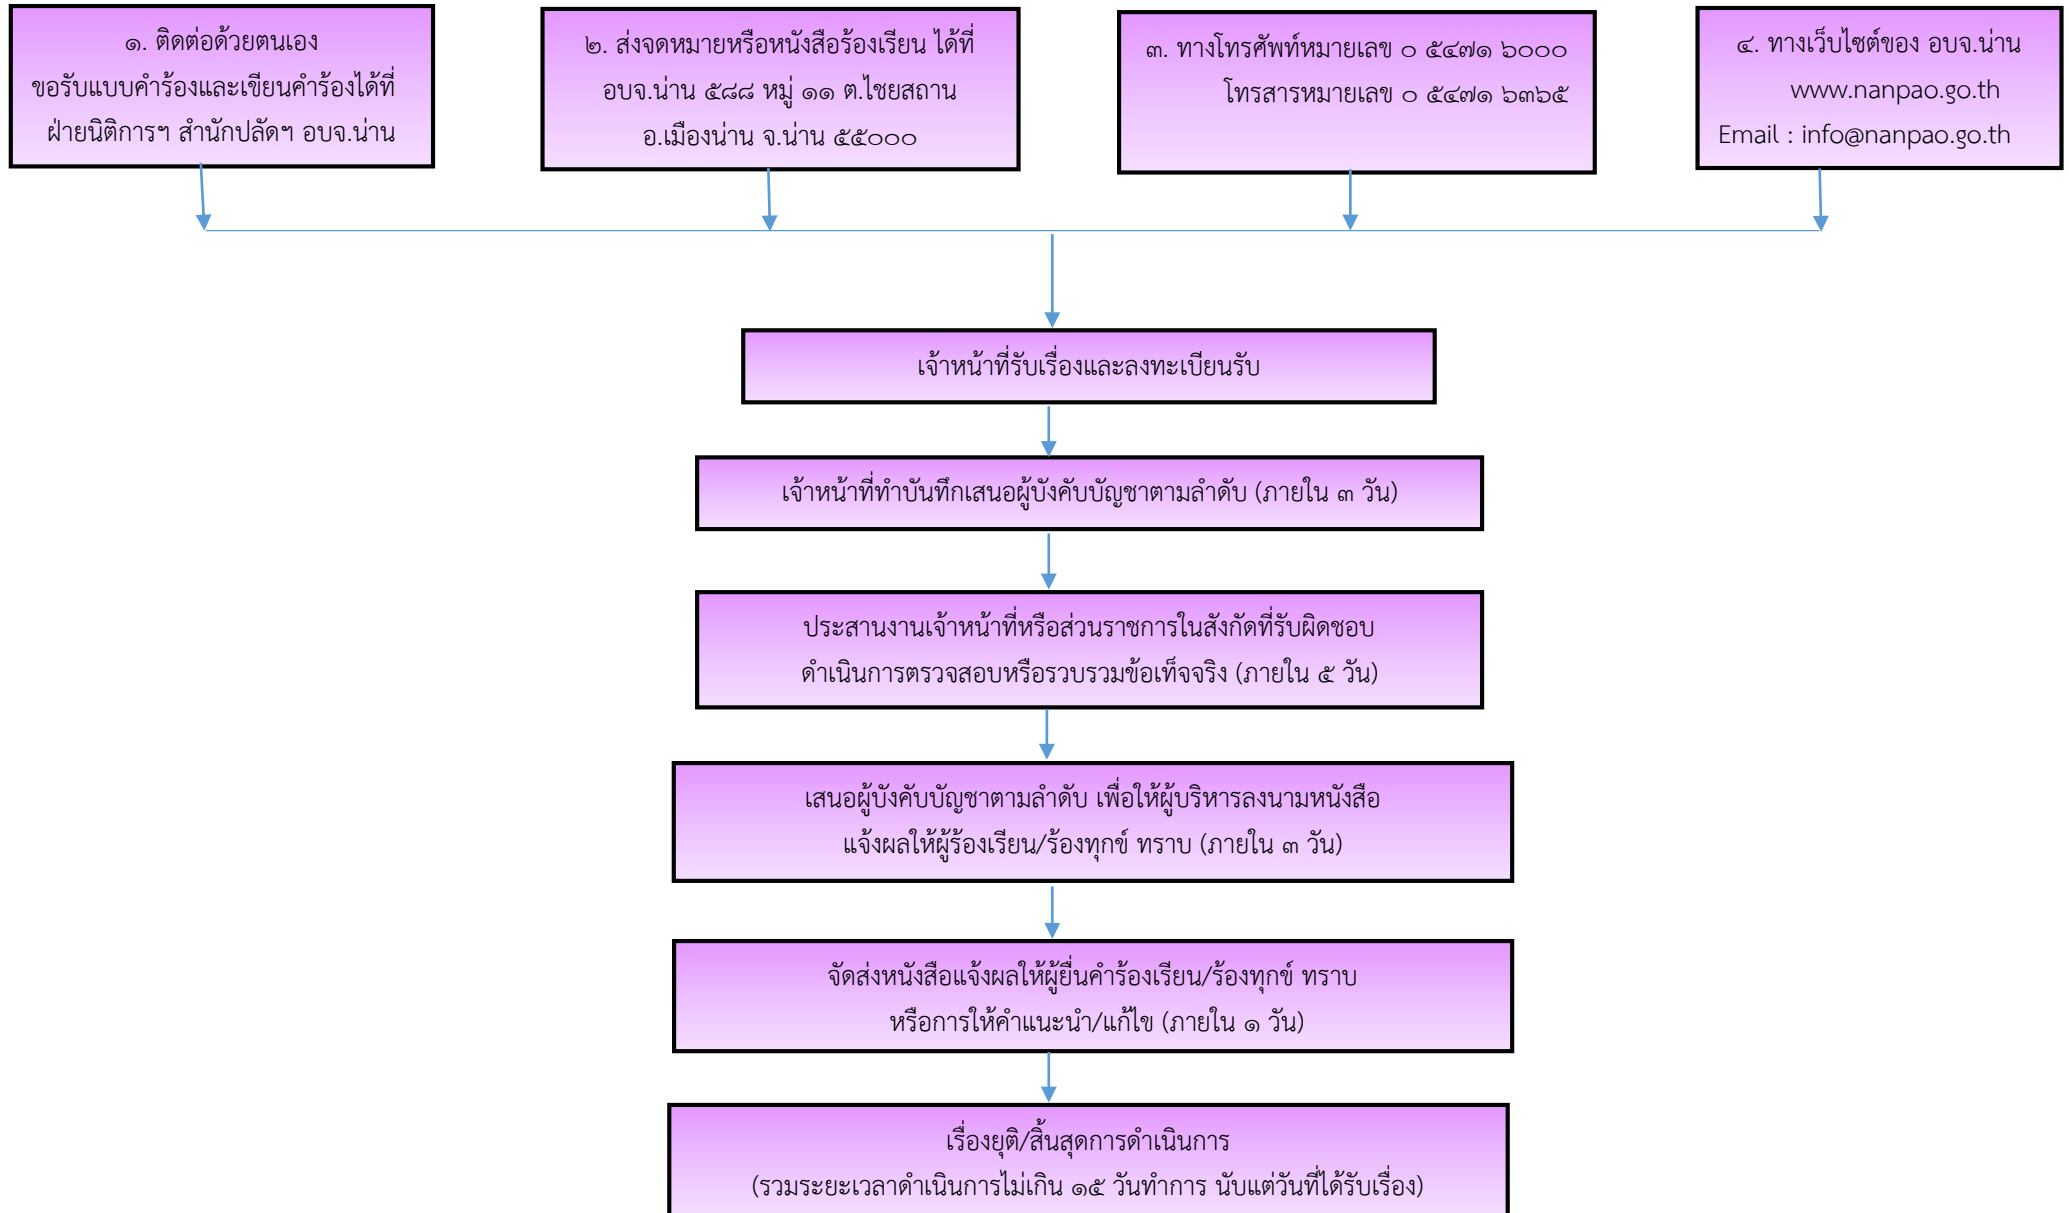 ๑. ติดต่อด้วยตนเอง
ขอรับแบบคำร้องและเขียนคำร้องได้ที่
ฝ่ายนิติการฯ สำนักปลัดฯ อบจ.น่าน
๒. ส่งจดหมายหรือหนังสือร้องเรียน ได้ที่
อบจ.น่าน ๕๘๘ หมู่ ๑๑ ต.ไชยสถาน
อ.เมืองน่าน จ.น่าน ๕๕๐๐๐
๓. ทางโทรศัพท์หมายเลข ๐ ๕๔๗๑ ๖๐๐๐
โทรสารหมายเลข ๐ ๕๔๗๑ ๖๓๖๕
๔. ทางเว็บไซต์ของ อบจ.น่าน
www.nanpao.go.th
Email : info@nanpao.go.th
เจ้าหน้าที่รับเรื่องและลงทะเบียนรับ
เจ้าหน้าที่ทำบันทึกเสนอผู้บังคับบัญชาตามลำดับ (ภายใน ๓ วัน)
ประสานงานเจ้าหน้าที่หรือส่วนราชการในสังกัดที่รับผิดชอบ
ดำเนินการตรวจสอบหรือรวบรวมข้อเท็จจริง (ภายใน ๕ วัน)
เสนอผู้บังคับบัญชาตามลำดับ เพื่อให้ผู้บริหารลงนามหนังสือ
แจ้งผลให้ผู้ร้องเรียน/ร้องทุกข์ ทราบ (ภายใน ๓ วัน)
จัดส่งหนังสือแจ้งผลให้ผู้ยื่นคำร้องเรียน/ร้องทุกข์ ทราบ
หรือการให้คำแนะนำ/แก้ไข (ภายใน ๑ วัน)
เรื่องยุติ/สิ้นสุดการดำเนินการ
(รวมระยะเวลาดำเนินการไม่เกิน ๑๕ วันทำการ นับแต่วันที่ได้รับเรื่อง)